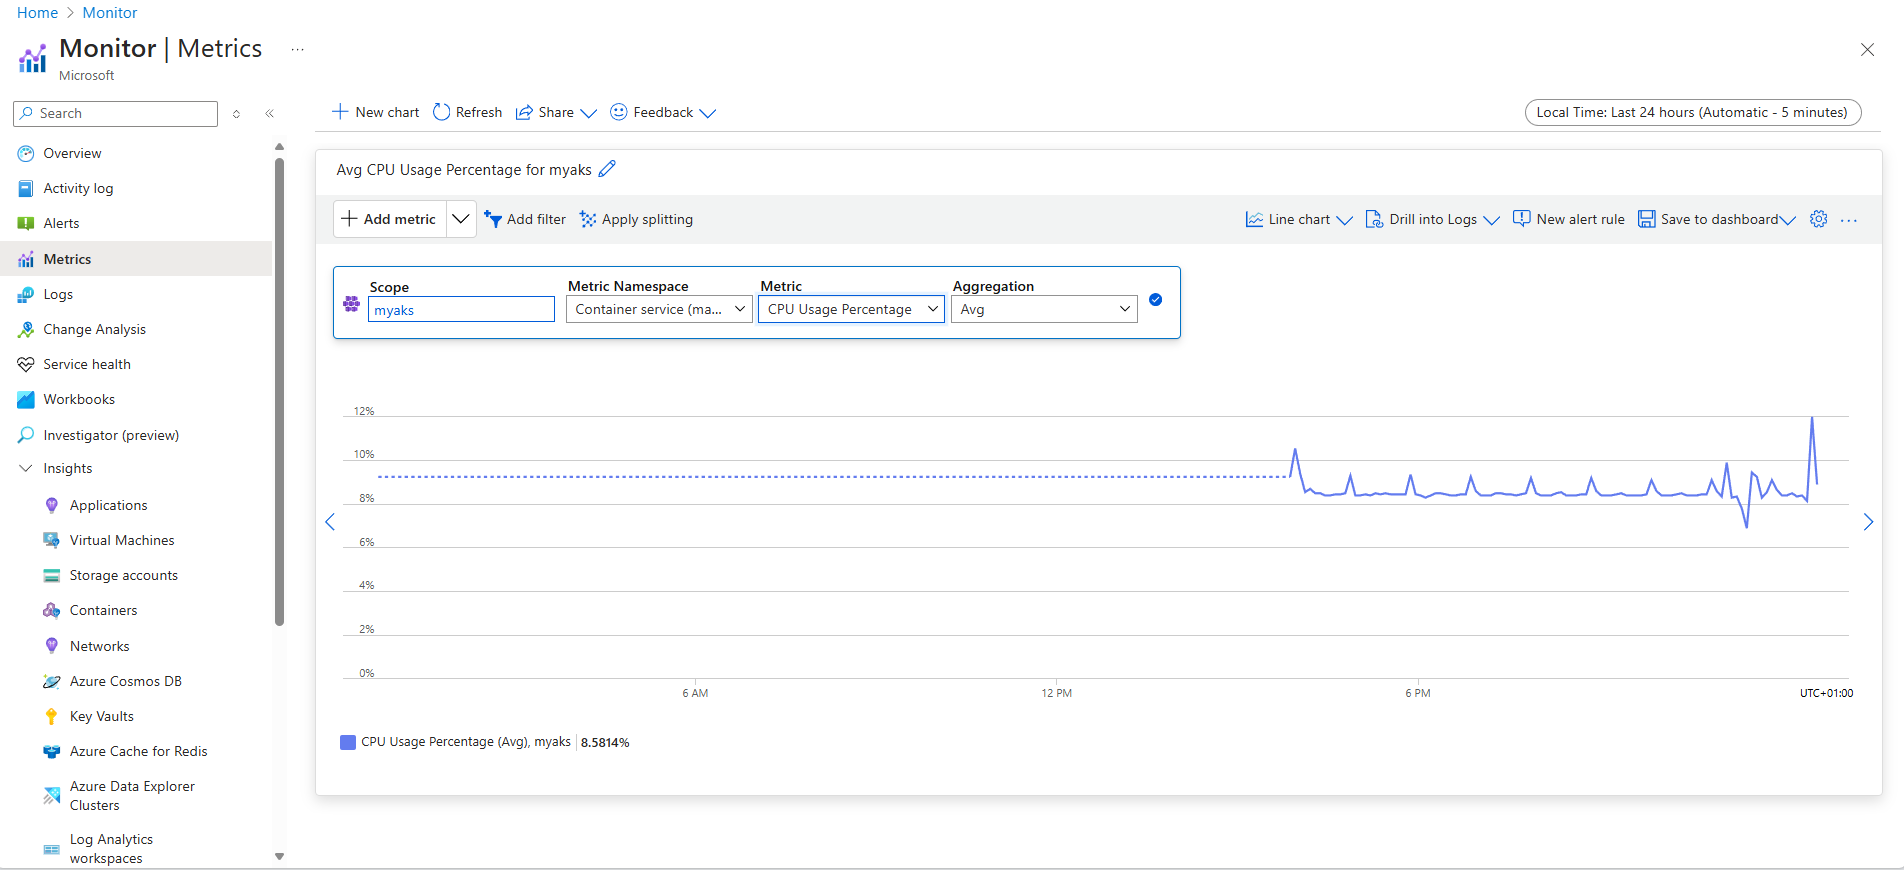 Home > Monitor
Monitor | Metrics ...
Microsoft
Search
Overview
Activity log
Alerts
Metrics
Logs
Change Analysis
Service health
Workbooks
Investigator (preview)
Insights
Applications
Virtual Machines
Storage accounts
Containers
Networks
Azure Cosmos DB
Key Vaults
Azure Cache for Redis
Azure Data Explorer
Clusters
Log Analytics
workspaces
New chart Refresh Share Feedback
Local Time: Last 24 hours (Automatic - 5 minutes)
Avg CPU Usage Percentage for myaks
Add metric Add filter Apply splitting
Line chart Drill into Logs New alert rule Save to dashboard ...
Scope Metric Namespace Metric Aggregation
myaks Container service (ma... CPU Usage Percentage Avg
12%
10%
8%
6%
4%
2%
0%
6 AM 12 PM 6 PM UTC+01:00
CPU Usage Percentage (Avg), myaks | 8.5814%